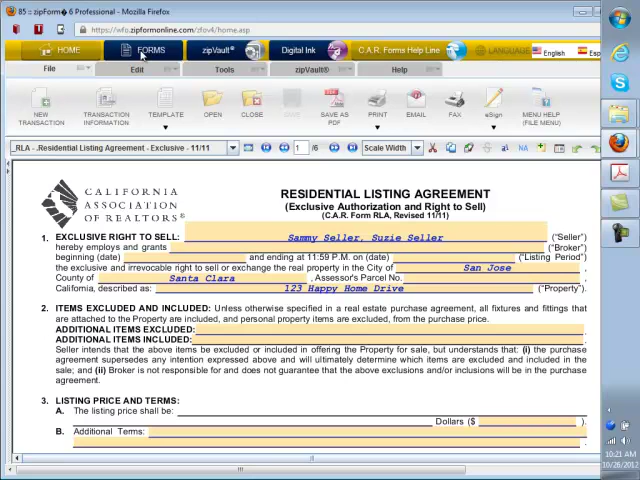 85 :: zipForm� 6 Professional - Mozilla Firefox
https://wfo.zipformonline.com/zfov4/home.asp
HOME FORMS zipVault® Digital Ink C.A.R. Forms Help Line LANGUAGE English
File Edit Tools zipVault® Help
NEW TRANSACTION
TRANSACTION INFORMATION
TEMPLATE
OPEN
CLOSE
SAVE AS PDF
PRINT
EMAIL
FAX
eSign
MENU HELP (FILE MENU)
_RLA -.Residential Listing Agreement - Exclusive - 11/11 1 /6 Scale Width NA
CALIFORNIA
ASSOCIATION
OF REALTORS®
RESIDENTIAL LISTING AGREEMENT
(Exclusive Authorization and Right to Sell)
(C.A.R. Form RLA, Revised 11/11)
1. EXCLUSIVE RIGHT TO SELL: Sammy Seller, Suzie Seller ("Seller")
hereby employs and grants ("Broker")
beginning (date) and ending at 11:59 P.M. on (date) ("Listing Period")
the exclusive and irrevocable right to sell or exchange the real property in the City of San Jose ,
County of Santa Clara , Assessor's Parcel No. ,
California, described as: 123 Happy Home Drive ("Property").
2. ITEMS EXCLUDED AND INCLUDED: Unless otherwise specified in a real estate purchase agreement, all fixtures and fittings that
are attached to the Property are included, and personal property items are excluded, from the purchase price.
ADDITIONAL ITEMS EXCLUDED: .
ADDITIONAL ITEMS INCLUDED: .
Seller intends that the above items be excluded or included in offering the Property for sale, but understands that: (i) the purchase
agreement supersedes any intention expressed above and will ultimately determine which items are excluded and included in the
sale; and (ii) Broker is not responsible for and does not guarantee that the above exclusions and/or inclusions will be in the purchase
agreement.
3. LISTING PRICE AND TERMS:
A. The listing price shall be:
Dollars ($ ).
B. Additional Terms:
.
10:21 AM
10/26/2012